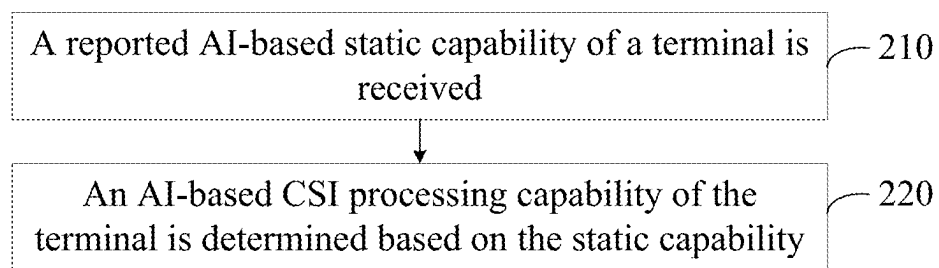 A reported AI-based static capability of a terminal is
received
210
An AI-based CSI processing capability of the
terminal is determined based on the static capability
220